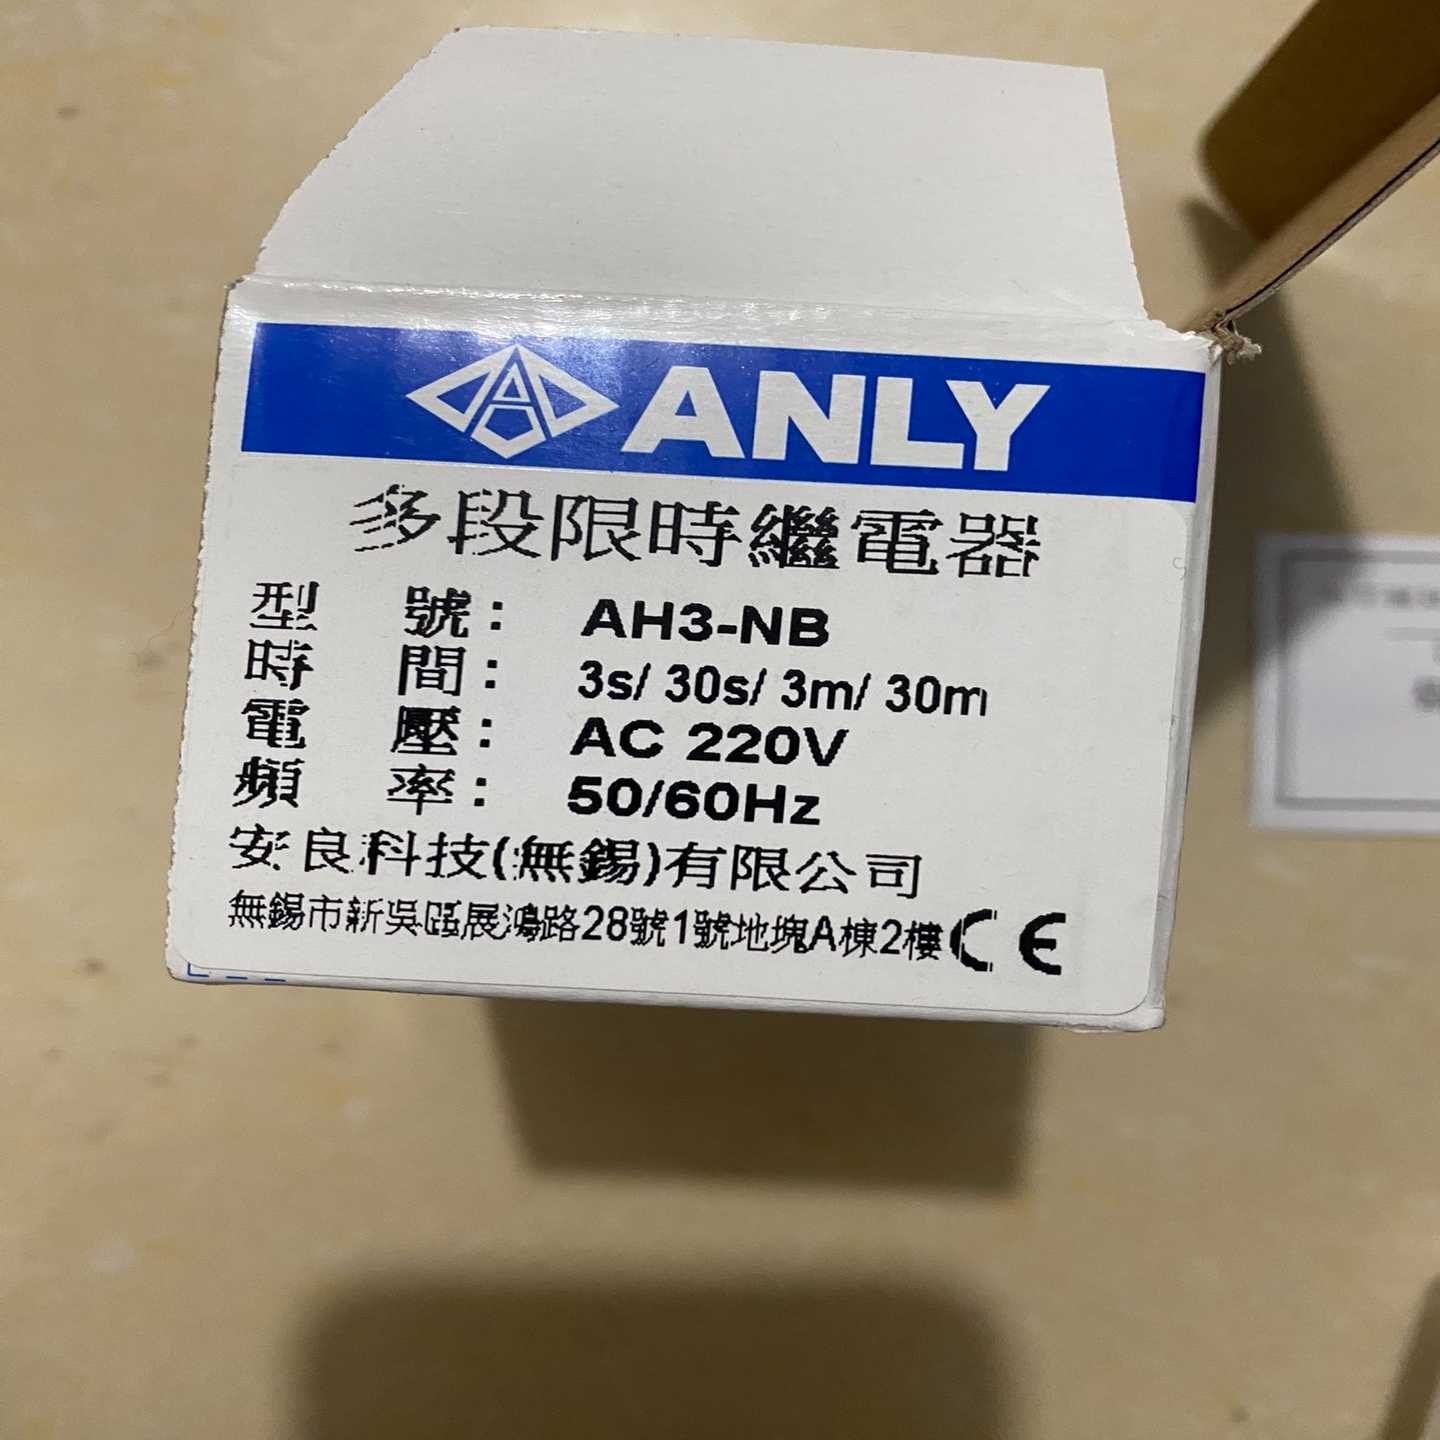 ANLY
多段限時繼電器
型 號: AH3-NB
時 間: 3s/ 30s/ 3m/ 30m
電 壓: AC 220V
頻 率: 50/60Hz
安良科技(無錫)有限公司
無錫市新吳區展鴻路28號1號地塊A棟2樓 CE